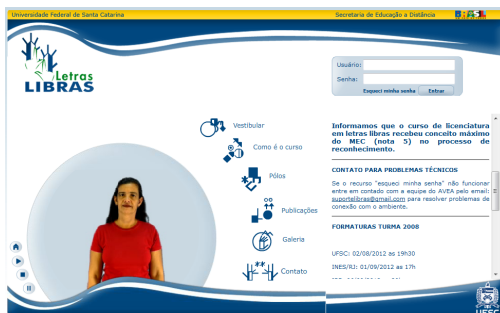 Universidade Federal de Santa Catarina
Secretaria de Educação a Distância
Letras
LIBRAS
Usuário:
Senha:
Esqueci minha senha
Entrar
Vestibular
Como é o curso
Pólos
Publicações
Galeria
Contato
Informamos que o curso de licenciatura
em letras libras recebeu conceito máximo
do MEC (nota 5) no processo de
reconhecimento.
CONTATO PARA PROBLEMAS TÉCNICOS
Se o recurso "esqueci minha senha" não funcionar
entre em contado com a equipe do AVEA pelo email:
suportelibras@gmail.com para resolver problemas de
conexão com o ambiente.
FORMATURAS TURMA 2008
UFSC: 02/08/2012 as 19h30
INES/RJ: 01/09/2012 as 17h
UFSC